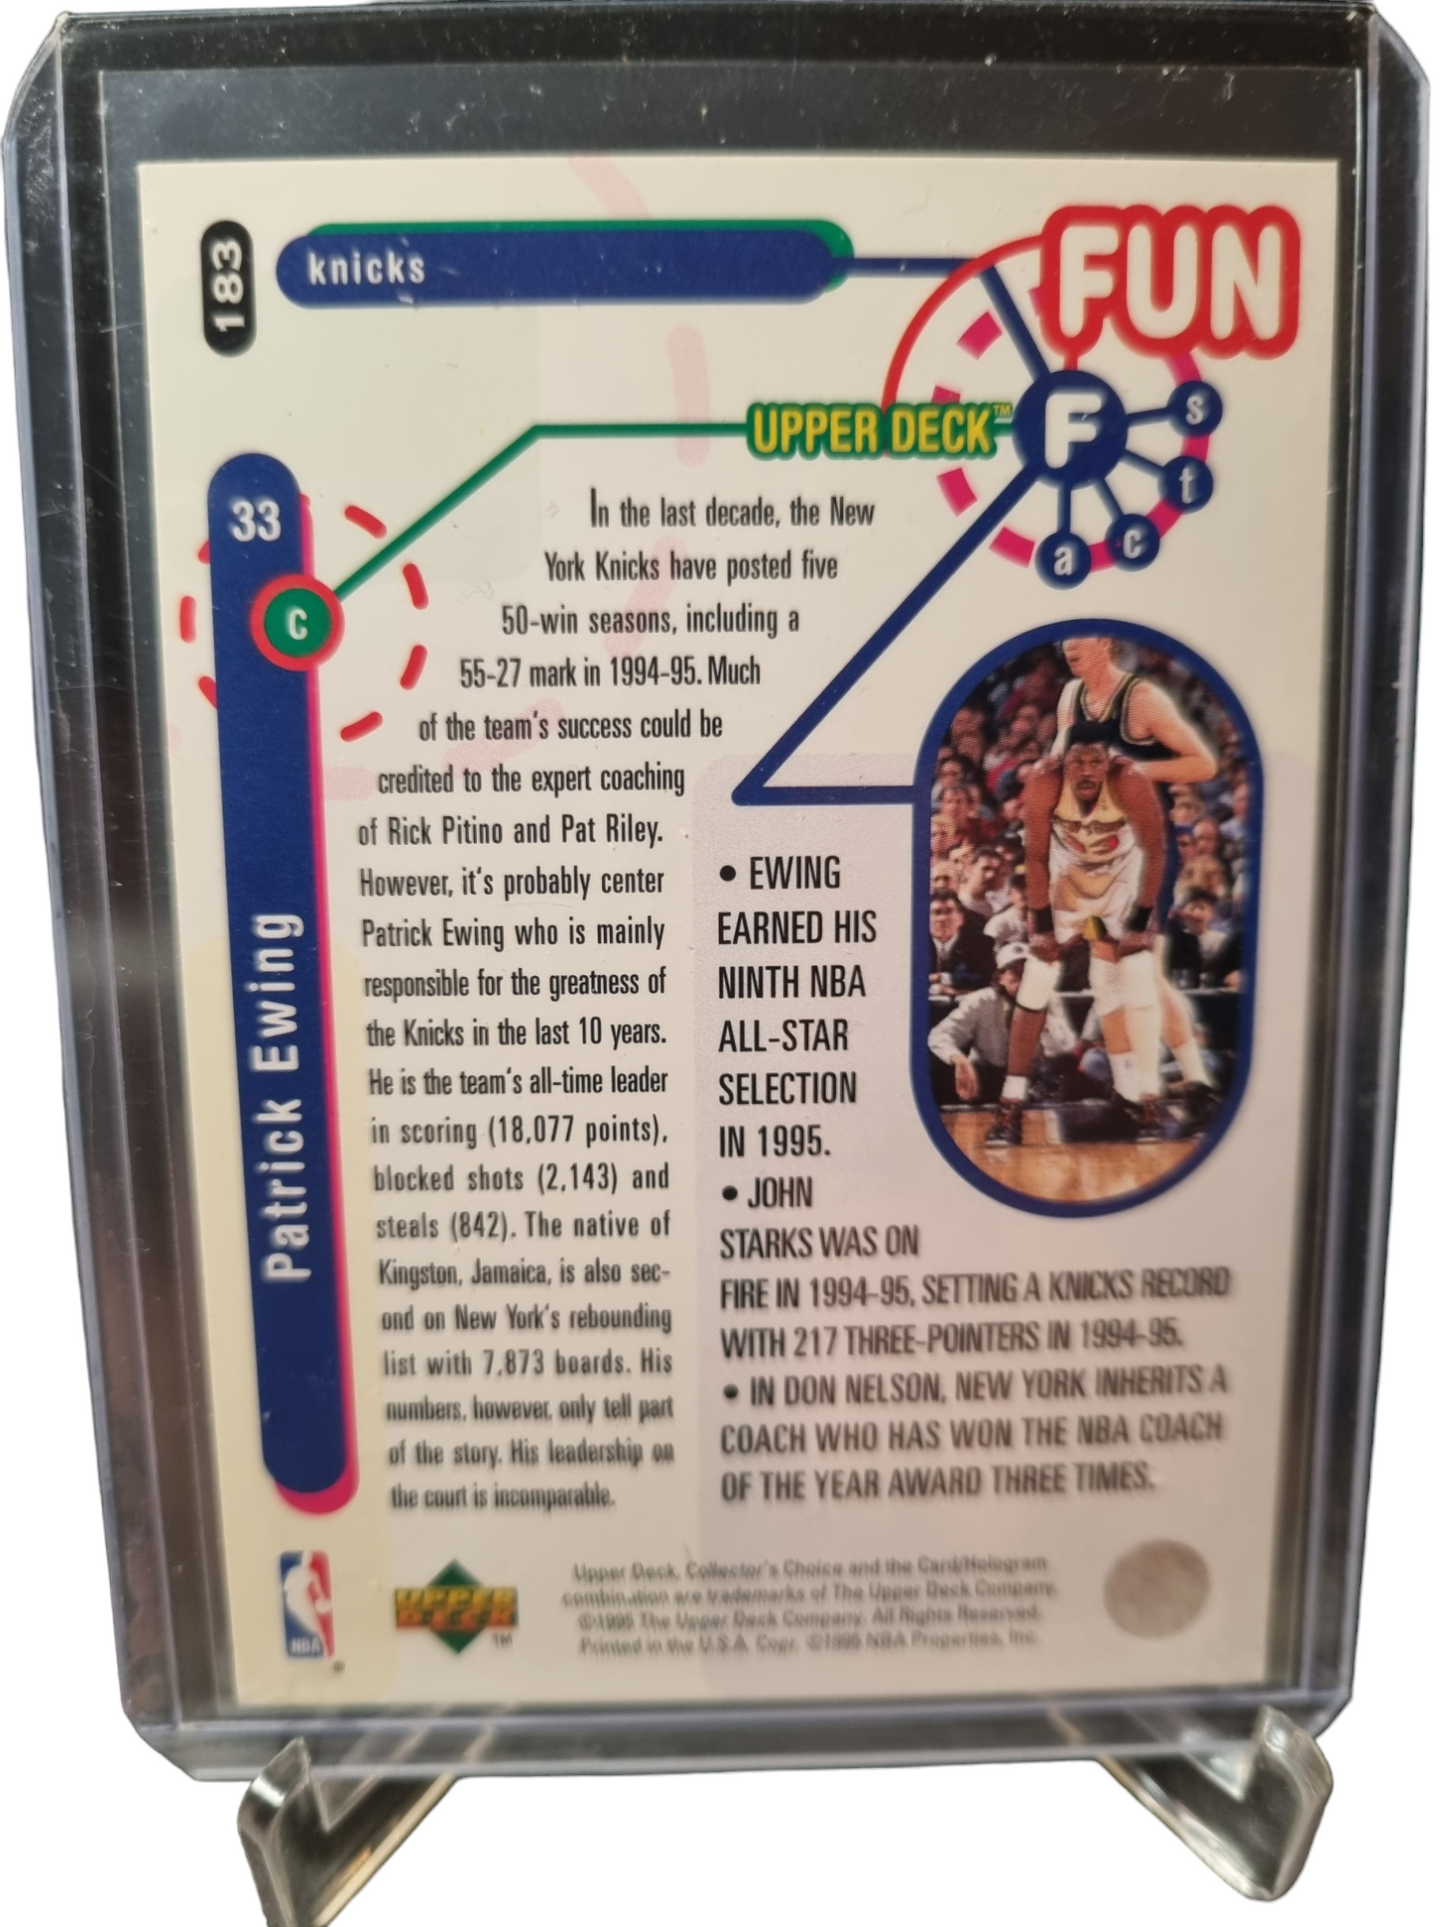 183
knicks
FUN
UPPER DECK™
F
a
c
t
s
33
C
Patrick Ewing
In the last decade, the New
York Knicks have posted five
50-win seasons, including a
55-27 mark in 1994-95. Much
of the team's success could be
credited to the expert coaching
of Rick Pitino and Pat Riley.
However, it's probably center
Patrick Ewing who is mainly
responsible for the greatness of
the Knicks in the last 10 years.
He is the team's all-time leader
in scoring (18,077 points),
blocked shots (2,143) and
steals (842). The native of
Kingston, Jamaica, is also sec-
ond on New York's rebounding
list with 7,873 boards. His
numbers, however, only tell part
of the story. His leadership on
the court is incomparable.
• EWING
EARNED HIS
NINTH NBA
ALL-STAR
SELECTION
IN 1995.
• JOHN
STARKS WAS ON
FIRE IN 1994-95, SETTING A KNICKS RECORD
WITH 217 THREE-POINTERS IN 1994-95.
• IN DON NELSON, NEW YORK INHERITS A
COACH WHO HAS WON THE NBA COACH
OF THE YEAR AWARD THREE TIMES.
33
NBA
®
UPPER
DECK
TM
Upper Deck, Collector's Choice and the Card/Hologram
combination are trademarks of The Upper Deck Company.
©1995 The Upper Deck Company. All Rights Reserved.
Printed in the U.S.A. Copr. ©1995 NBA Properties, Inc.